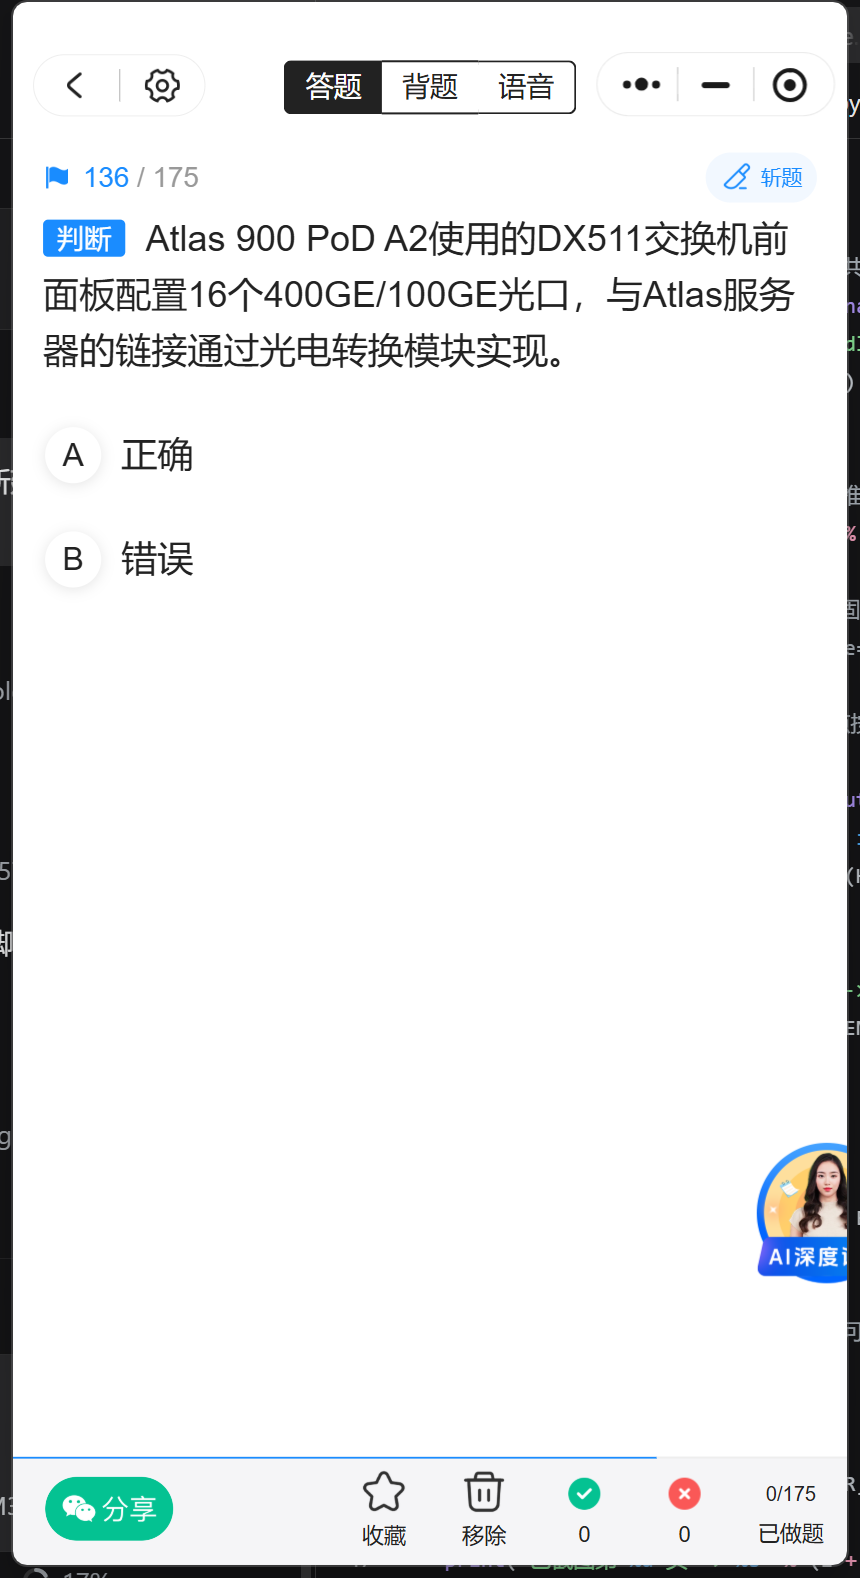 答题 背题 语音
136 / 175
斩题
判断 Atlas 900 PoD A2使用的DX511交换机前
面板配置16个400GE/100GE光口，与Atlas服务
器的链接通过光电转换模块实现。
A 正确
B 错误
AI深度
分享
收藏
移除
0
0
0/175
已做题